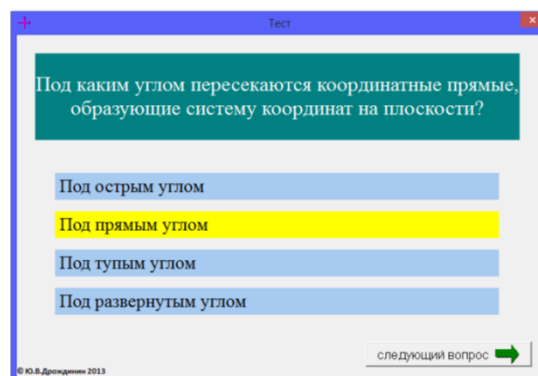 Тест
Под каким углом пересекаются координатные прямые,
образующие систему координат на плоскости?
Под острым углом
Под прямым углом
Под тупым углом
Под развернутым углом
следующий вопрос
© Ю.В.Дрождинин 2013